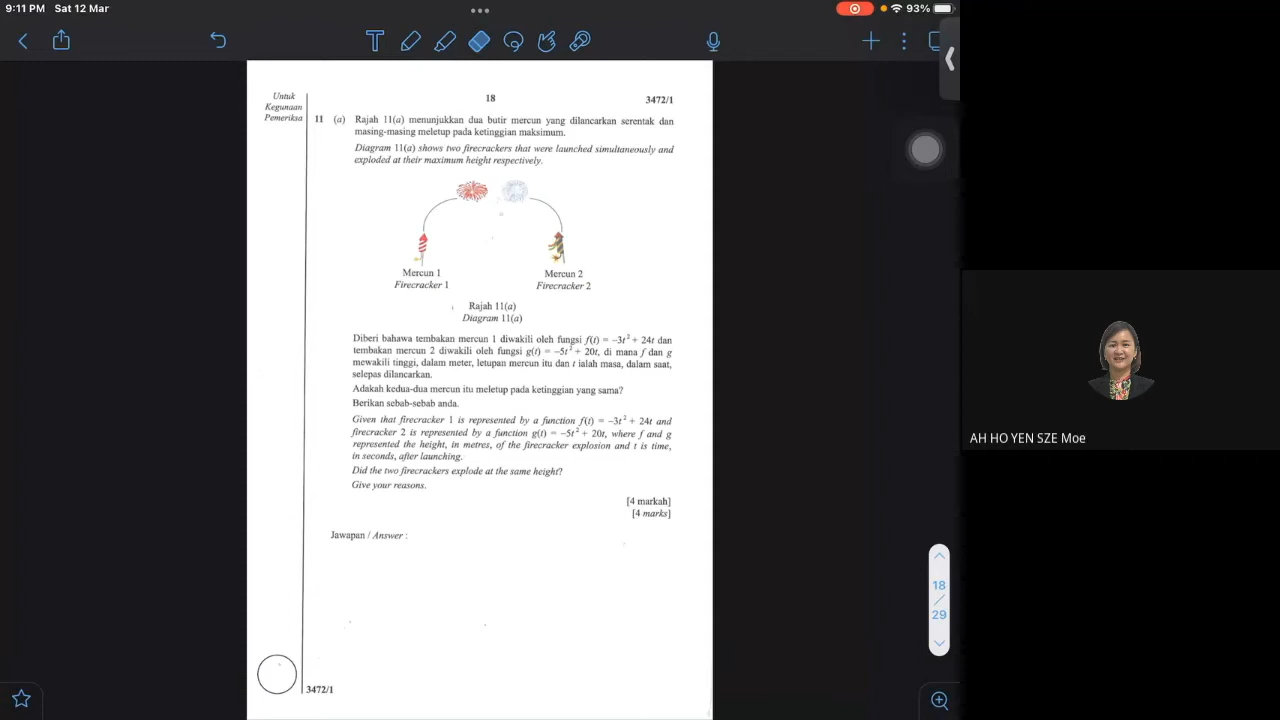 9:11 PM Sat 12 Mar
93%
Untuk
Kegunaan
Pemeriksa
18
3472/1
11 (a) Rajah 11(a) menunjukkan dua butir mercun yang dilancarkan serentak dan
masing-masing meletup pada ketinggian maksimum.
Diagram 11(a) shows two firecrackers that were launched simultaneously and
exploded at their maximum height respectively.
Mercun 1
Firecracker 1
Mercun 2
Firecracker 2
Rajah 11(a)
Diagram 11(a)
Diberi bahawa tembakan mercun 1 diwakili oleh fungsi f(t) = −3t² + 24t dan
tembakan mercun 2 diwakili oleh fungsi g(t) = −5t² + 20t, di mana f dan g
mewakili tinggi, dalam meter, letupan mercun itu dan t ialah masa, dalam saat,
selepas dilancarkan.
Adakah kedua-dua mercun itu meletup pada ketinggian yang sama?
Berikan sebab-sebab anda.
Given that firecracker 1 is represented by a function f(t) = −3t² + 24t and
firecracker 2 is represented by a function g(t) = −5t² + 20t, where f and g
represented the height, in metres, of the firecracker explosion and t is time,
in seconds, after launching.
Did the two firecrackers explode at the same height?
Give your reasons.
[4 markah]
[4 marks]
Jawapan / Answer :
3472/1
18
/
29
AH HO YEN SZE Moe